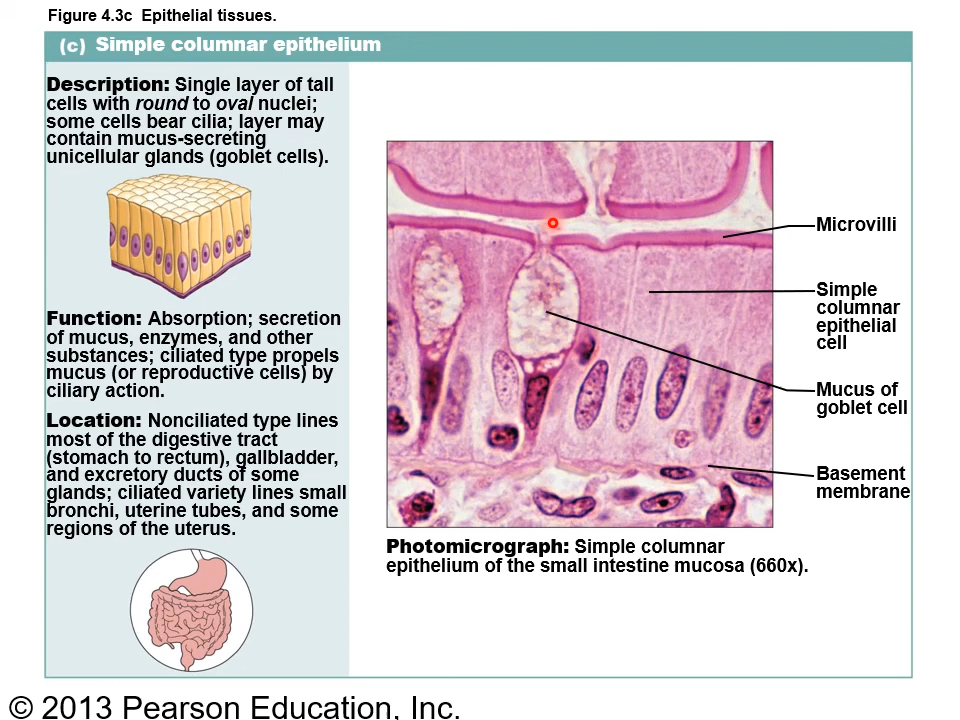 Figure 4.3c  Epithelial tissues.
(c) Simple columnar epithelium
Description: Single layer of tall
cells with round to oval nuclei;
some cells bear cilia; layer may
contain mucus-secreting
unicellular glands (goblet cells).
Function: Absorption; secretion
of mucus, enzymes, and other
substances; ciliated type propels
mucus (or reproductive cells) by
ciliary action.
Location: Nonciliated type lines
most of the digestive tract
(stomach to rectum), gallbladder,
and excretory ducts of some
glands; ciliated variety lines small
bronchi, uterine tubes, and some
regions of the uterus.
Microvilli
Simple
columnar
epithelial
cell
Mucus of
goblet cell
Basement
membrane
Photomicrograph: Simple columnar
epithelium of the small intestine mucosa (660x).
© 2013 Pearson Education, Inc.